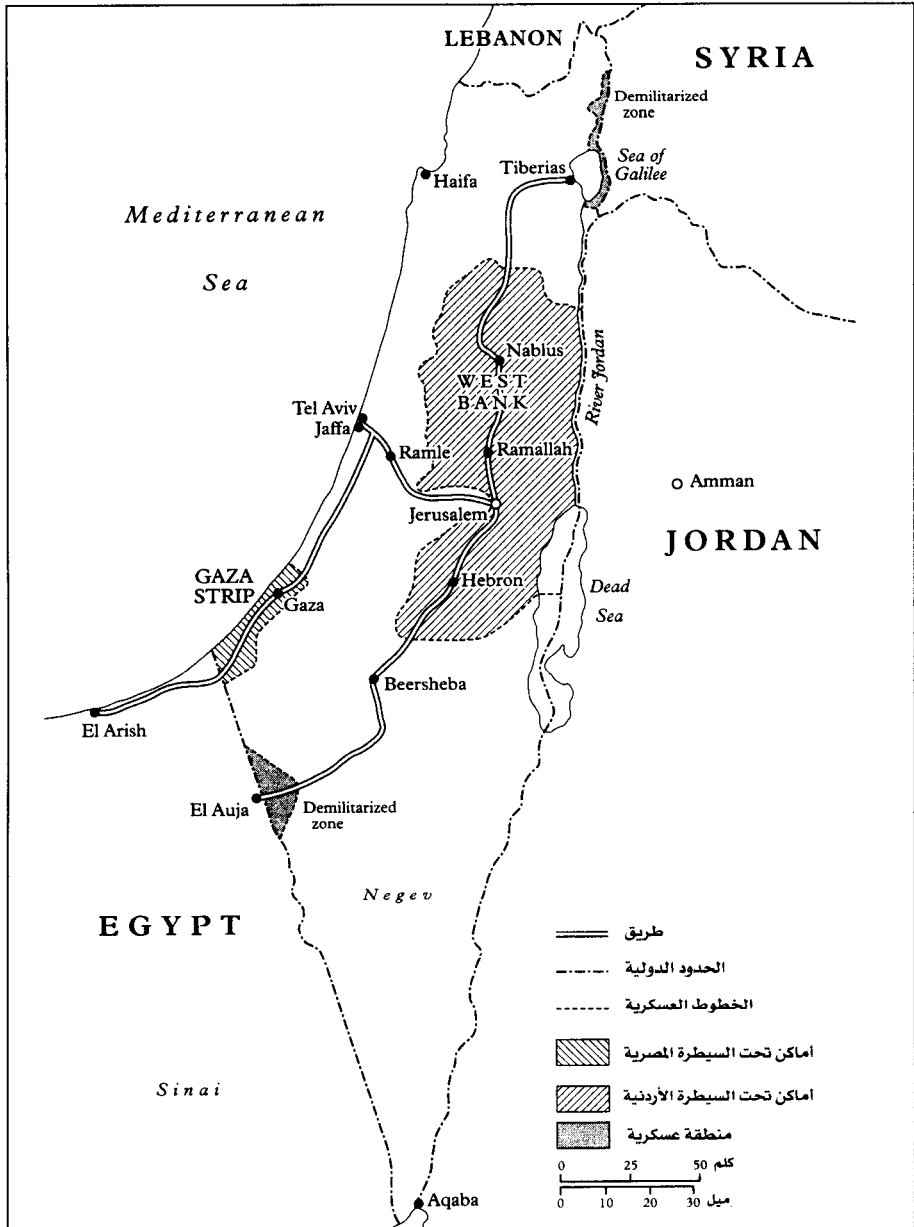 LEBANON
SYRIA
Demilitarized
zone
Sea of
Galilee
Tiberias
Haifa
Mediterranean
Sea
Nablus
WEST
BANK
River Jordan
Tel Aviv
Jaffa
Ramle
Ramallah
Amman
Jerusalem
JORDAN
GAZA
STRIP
Gaza
Hebron
Dead
Sea
Beersheba
El Arish
El Auja
Demilitarized
zone
Negev
EGYPT
Sinai
Aqaba
طريق
الحدود الدولية
الخطوط العسكرية
أماكن تحت السيطرة المصرية
أماكن تحت السيطرة الأردنية
منطقة عسكرية
0 25 50 كلم
0 10 20 30 ميل